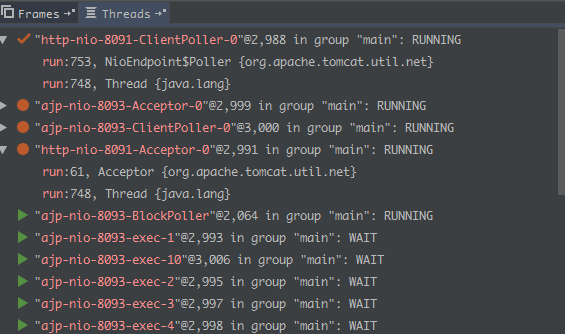 Frames Threads
"http-nio-8091-ClientPoller-0"@2,988 in group "main": RUNNING
run:753, NioEndpoint$Poller {org.apache.tomcat.util.net}
run:748, Thread {java.lang}
"ajp-nio-8093-Acceptor-0"@2,999 in group "main": RUNNING
"ajp-nio-8093-ClientPoller-0"@3,000 in group "main": RUNNING
"http-nio-8091-Acceptor-0"@2,991 in group "main": RUNNING
run:61, Acceptor {org.apache.tomcat.util.net}
run:748, Thread {java.lang}
"ajp-nio-8093-BlockPoller"@2,064 in group "main": RUNNING
"ajp-nio-8093-exec-1"@2,993 in group "main": WAIT
"ajp-nio-8093-exec-10"@3,006 in group "main": WAIT
"ajp-nio-8093-exec-2"@2,995 in group "main": WAIT
"ajp-nio-8093-exec-3"@2,997 in group "main": WAIT
"ajp-nio-8093-exec-4"@2,998 in group "main": WAIT